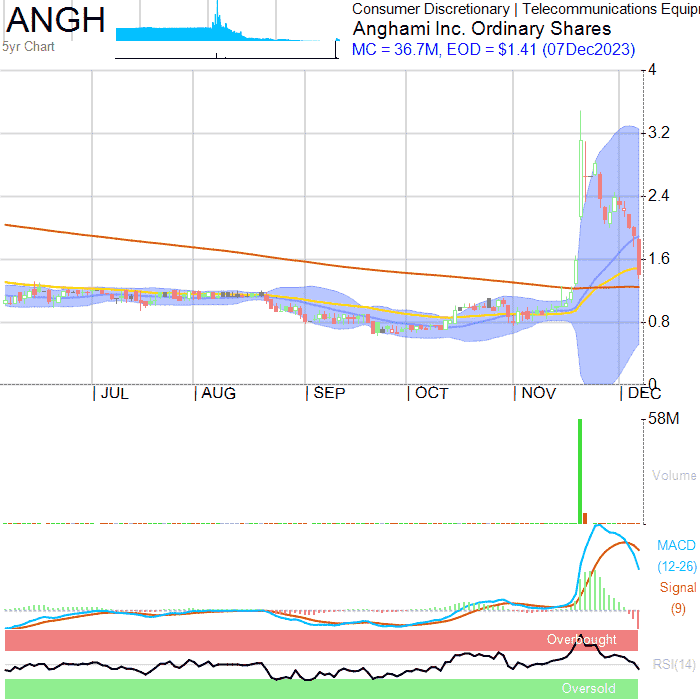 ANGH
5yr Chart
Consumer Discretionary | Telecommunications Equip
Anghami Inc. Ordinary Shares
MC = 36.7M, EOD = $1.41 (07Dec2023)
4
3.2
2.4
1.6
0.8
0
JUL
AUG
SEP
OCT
NOV
DEC
58M
Volume
MACD
(12-26)
Signal
(9)
Overbought
RSI(14)
Oversold